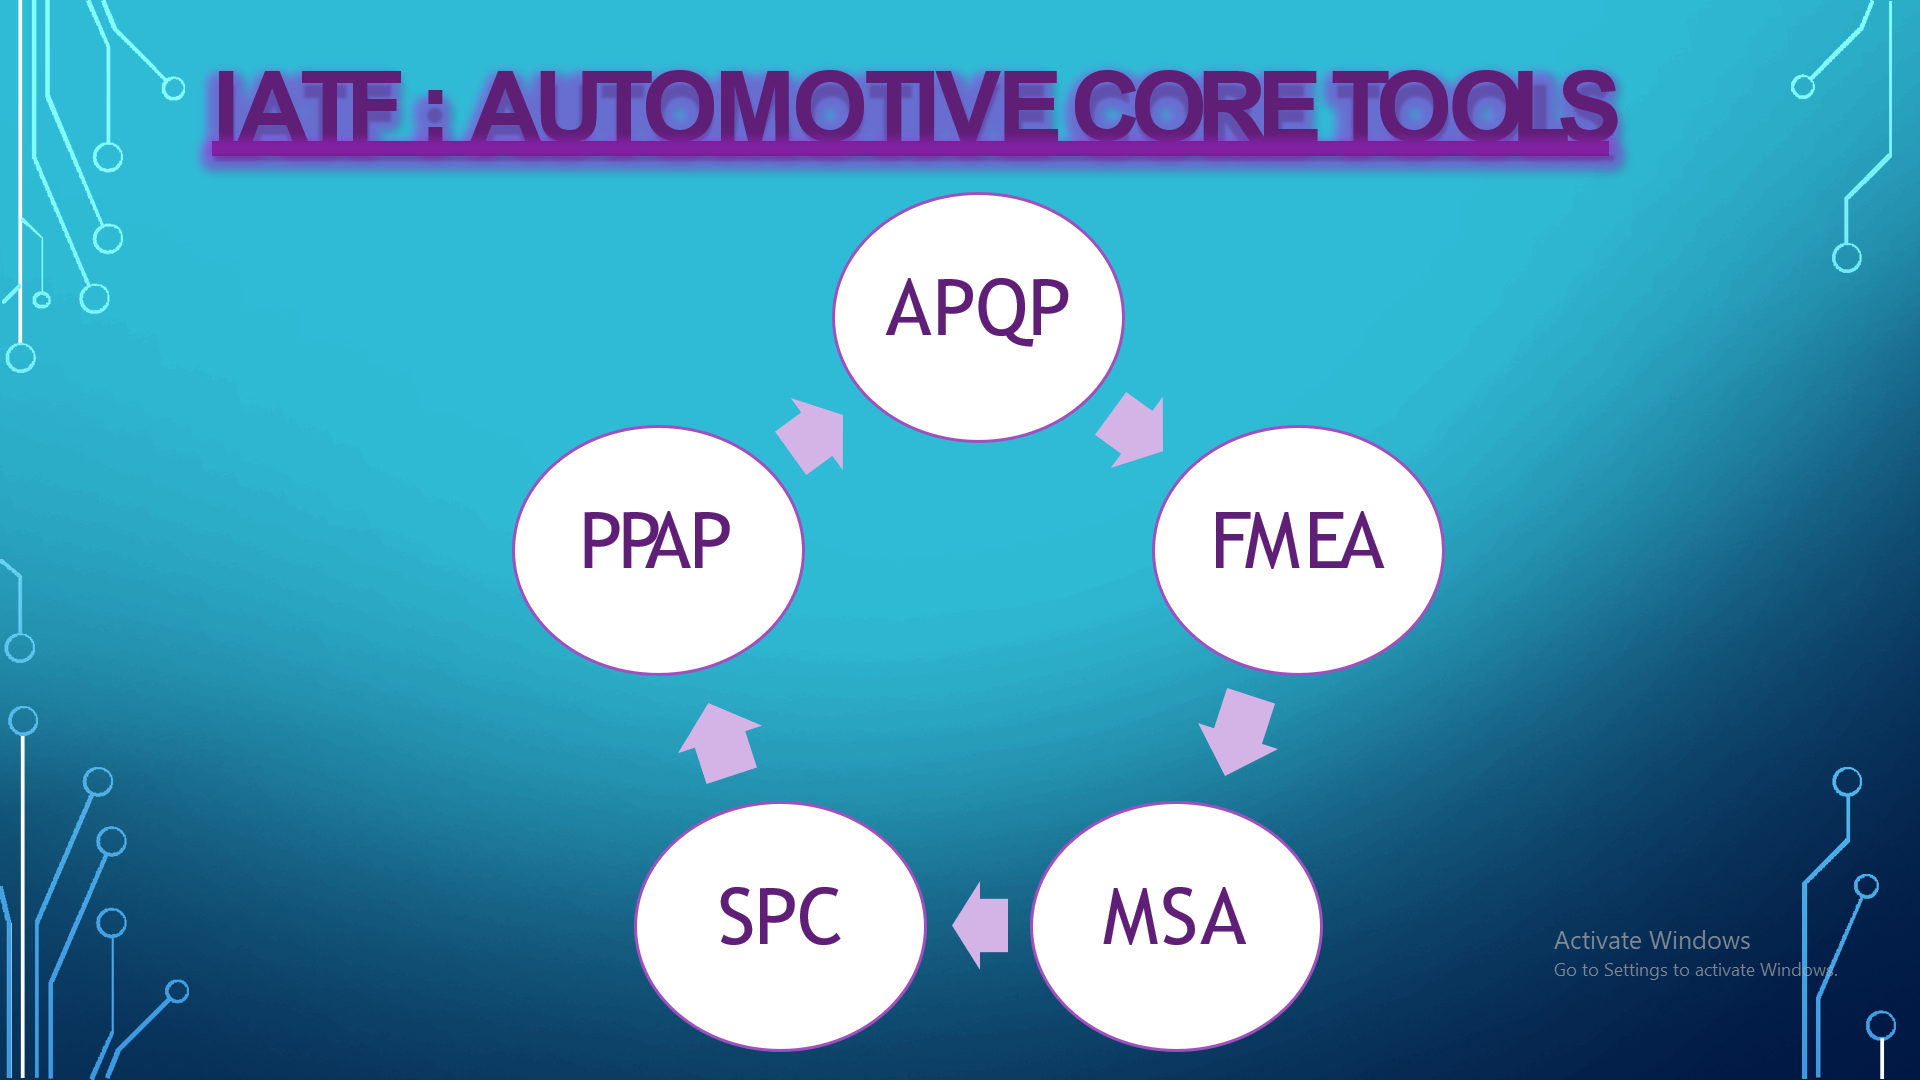 IATF : AUTOMOTIVE CORE TOOLS
APQP
PPAP
FMEA
SPC
MSA
Activate Windows
Go to Settings to activate Windows.